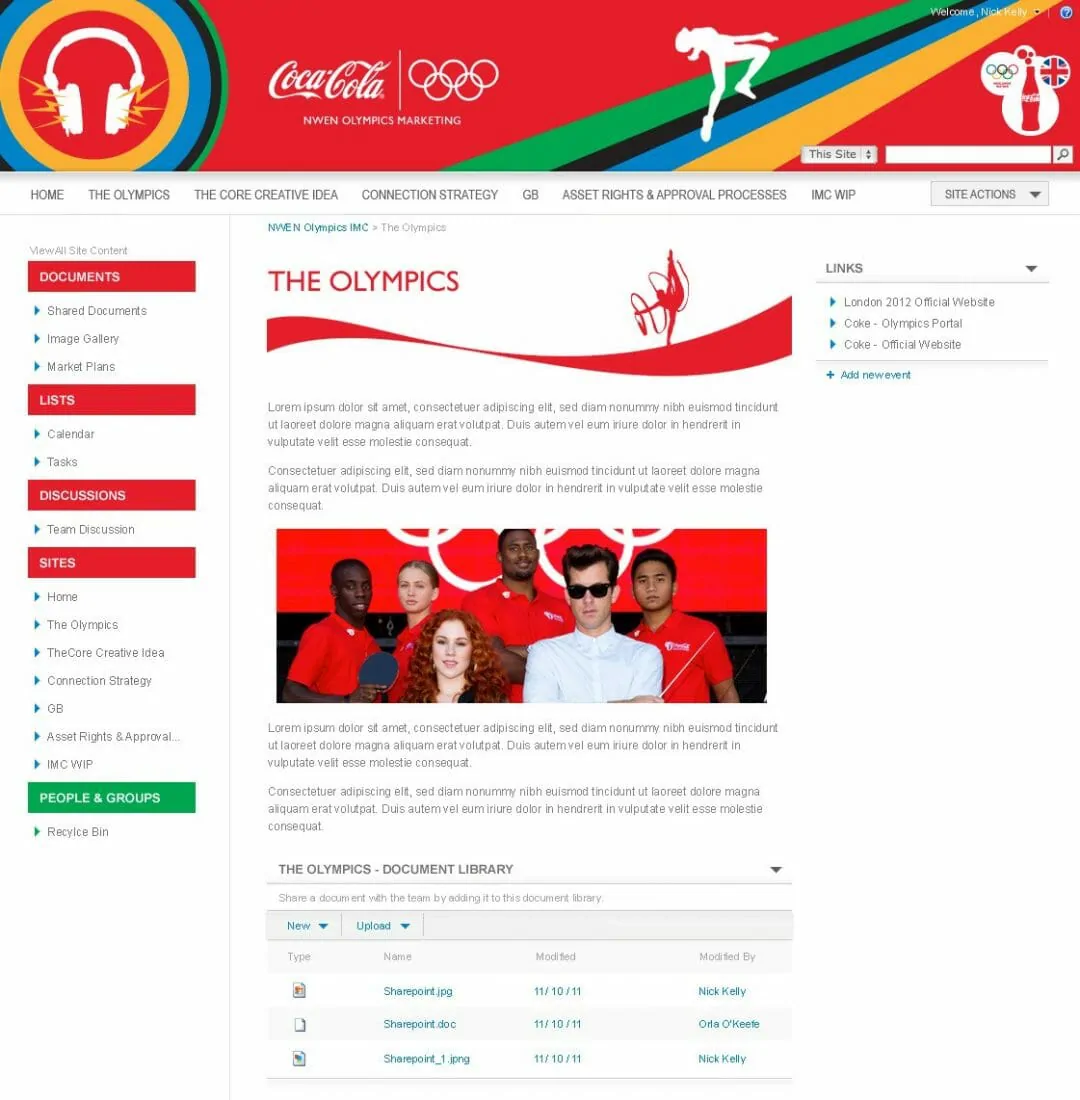 Welcome, Nick Kelly
Coca-Cola
NWEN OLYMPICS MARKETING
This Site
HOME THE OLYMPICS THE CORE CREATIVE IDEA CONNECTION STRATEGY GB ASSET RIGHTS & APPROVAL PROCESSES IMC WIP SITE ACTIONS
NWEN Olympics IMC > The Olympics
View All Site Content
DOCUMENTS
Shared Documents
Image Gallery
Market Plans
LISTS
Calendar
Tasks
DISCUSSIONS
Team Discussion
SITES
Home
The Olympics
TheCore Creative Idea
Connection Strategy
GB
Asset Rights & Approval...
IMC WIP
PEOPLE & GROUPS
Recylce Bin
THE OLYMPICS
Lorem ipsum dolor sit amet, consectetuer adipiscing elit, sed diam nonummy nibh euismod tincidunt
ut laoreet dolore magna aliquam erat volutpat. Duis autem vel eum iriure dolor in hendrerit in
vulputate velit esse molestie consequat.
Consectetuer adipiscing elit, sed diam nonummy nibh euismod tincidunt ut laoreet dolore magna
aliquam erat volutpat. Duis autem vel eum iriure dolor in hendrerit in vulputate velit esse molestie
consequat.
Lorem ipsum dolor sit amet, consectetuer adipiscing elit, sed diam nonummy nibh euismod tincidunt
ut laoreet dolore magna aliquam erat volutpat. Duis autem vel eum iriure dolor in hendrerit in
vulputate velit esse molestie consequat.
Consectetuer adipiscing elit, sed diam nonummy nibh euismod tincidunt ut laoreet dolore magna
aliquam erat volutpat. Duis autem vel eum iriure dolor in hendrerit in vulputate velit esse molestie
consequat.
THE OLYMPICS - DOCUMENT LIBRARY
Share a document with the team by adding it to this document library.
New Upload
Type Name Modified Modified By
Sharepoint.jpg 11/ 10 / 11 Nick Kelly
Sharepoint.doc 11/ 10 / 11 Orla O'Keefe
Sharepoint_1.jpng 11/ 10 / 11 Nick Kelly
LINKS
London 2012 Official Website
Coke - Olympics Portal
Coke - Official Website
+ Add new event